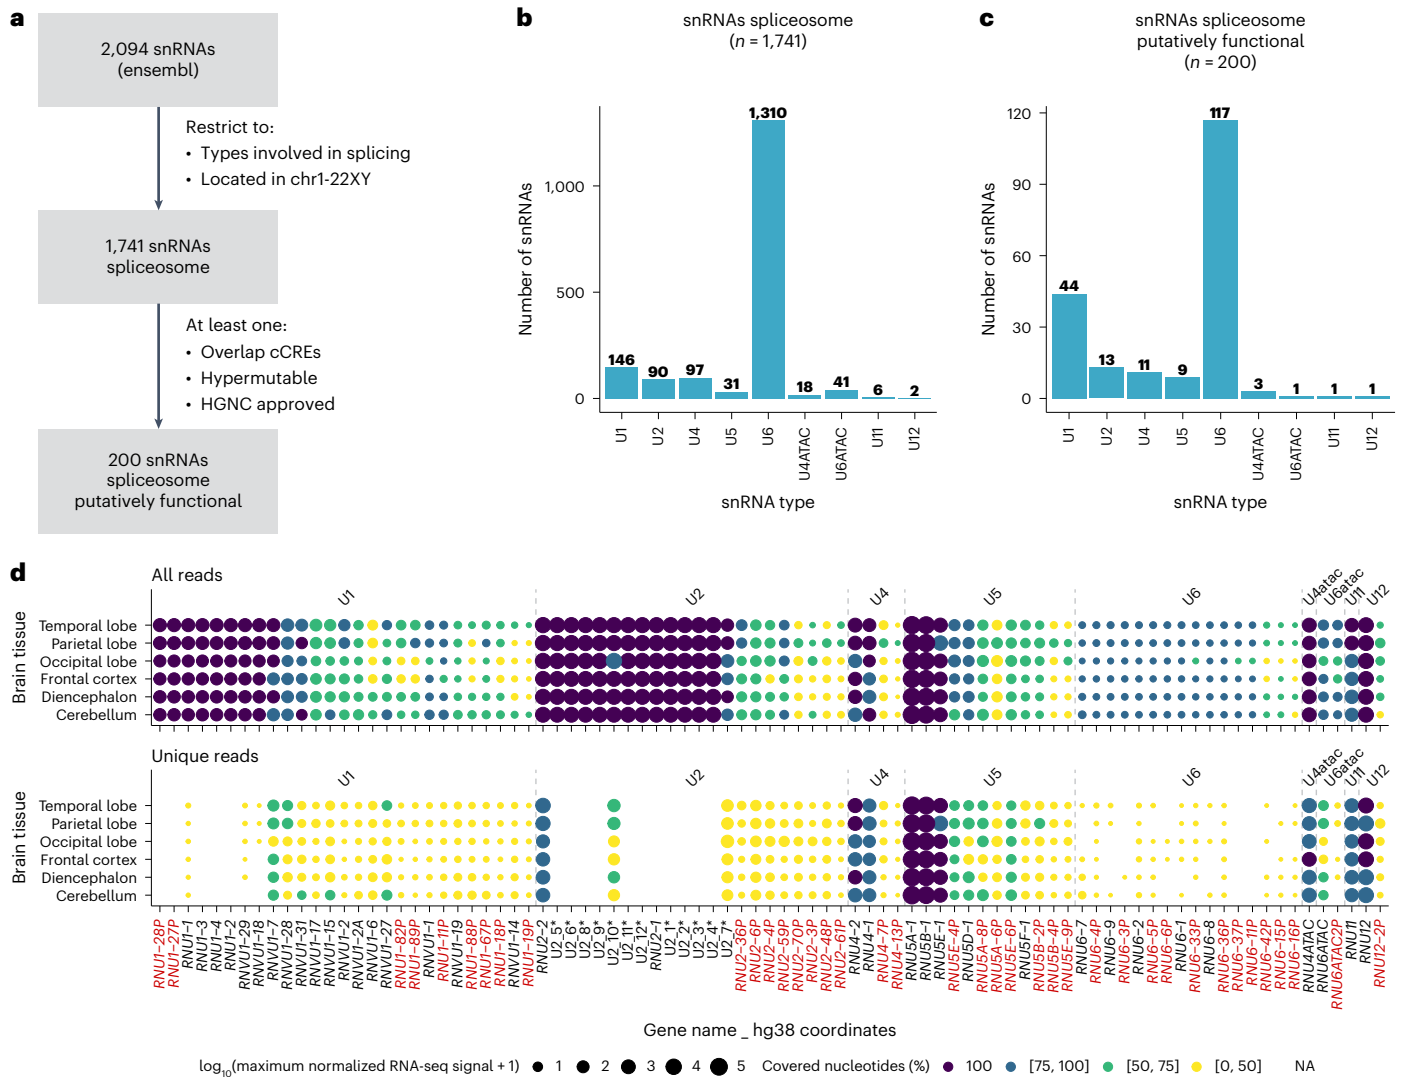 a
2,094 snRNAs
(ensembl)
Restrict to:
• Types involved in splicing
• Located in chr1-22XY
1,741 snRNAs
spliceosome
At least one:
• Overlap cCREs
• Hypermutable
• HGNC approved
200 snRNAs
spliceosome
putatively functional
b
snRNAs spliceosome
(n = 1,741)
Number of snRNAs
1,000
500
0
146
90
97
31
1,310
18
41
6
2
U1
U2
U4
U5
U6
U4ATAC
U6ATAC
U11
U12
snRNA type
c
snRNAs spliceosome
putatively functional
(n = 200)
Number of snRNAs
120
90
60
30
0
44
13
11
9
117
3
1
1
1
U1
U2
U4
U5
U6
U4ATAC
U6ATAC
U11
U12
snRNA type
d
All reads
U1
U2
U4
U5
U6
U4atac
U6atac
U11
U12
Brain tissue
Temporal lobe
Parietal lobe
Occipital lobe
Frontal cortex
Diencephalon
Cerebellum
Unique reads
U1
U2
U4
U5
U6
U4atac
U6atac
U11
U12
Brain tissue
Temporal lobe
Parietal lobe
Occipital lobe
Frontal cortex
Diencephalon
Cerebellum
RNU1-28P
RNU1-27P
RNU1-1
RNU1-3
RNU1-4
RNU1-2
RNVU1-29
RNVU1-18
RNVU1-7
RNVU1-28
RNVU1-31
RNVU1-17
RNVU1-15
RNVU1-2
RNVU1-2A
RNVU1-6
RNVU1-27
RNU1-82P
RNU1-89P
RNVU1-1
RNU1-11P
RNVU1-19
RNU1-88P
RNU1-67P
RNU1-18P
RNVU1-14
RNU1-19P
RNU2-2
U2_5*
U2_6*
U2_8*
U2_9*
U2_10*
U2_11*
U2_12*
RNU2-1
U2_1*
U2_2*
U2_3*
U2_4*
U2_7*
RNU2-36P
RNU2-6P
RNU2-4P
RNU2-59P
RNU2-70P
RNU2-3P
RNU2-48P
RNU2-61P
RNU4-2
RNU4-1
RNU4-7P
RNU4-13P
RNU5A-1
RNU5B-1
RNU5E-1
RNU5E-4P
RNU5D-1
RNU5A-8P
RNU5A-6P
RNU5E-6P
RNU5F-1
RNU5B-2P
RNU5B-4P
RNU5E-9P
RNU6-7
RNU6-4P
RNU6-9
RNU6-3P
RNU6-2
RNU6-5P
RNU6-6P
RNU6-1
RNU6-33P
RNU6-8
RNU6-36P
RNU6-37P
RNU6-11P
RNU6-42P
RNU6-15P
RNU6-16P
RNU4ATAC
RNU6ATAC
RNU6ATAC2P
RNU11
RNU12
RNU12-2P
Gene name _ hg38 coordinates
log10(maximum normalized RNA-seq signal + 1) 1 2 3 4 5 Covered nucleotides (%) 100 [75, 100] [50, 75] [0, 50] NA